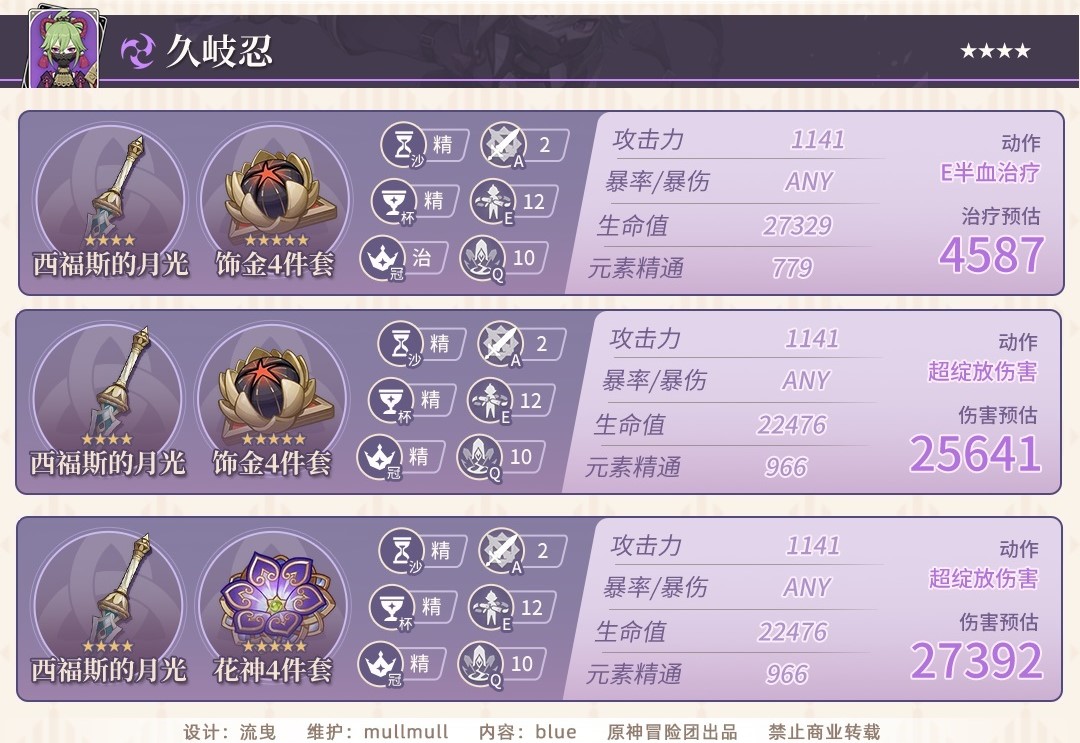 久岐忍
沙 精
A 2
杯 精
E 12
冠 治
Q 10
西福斯的月光
饰金4件套
攻击力 1141
暴率/暴伤 ANY
生命值 27329
元素精通 779
动作
E半血治疗
治疗预估
4587
沙 精
A 2
杯 精
E 12
冠 精
Q 10
西福斯的月光
饰金4件套
攻击力 1141
暴率/暴伤 ANY
生命值 22476
元素精通 966
动作
超绽放伤害
伤害预估
25641
沙 精
A 2
杯 精
E 12
冠 精
Q 10
西福斯的月光
花神4件套
攻击力 1141
暴率/暴伤 ANY
生命值 22476
元素精通 966
动作
超绽放伤害
伤害预估
27392
设计：流曳 维护：mullmull 内容：blue 原神冒险团出品 禁止商业转载